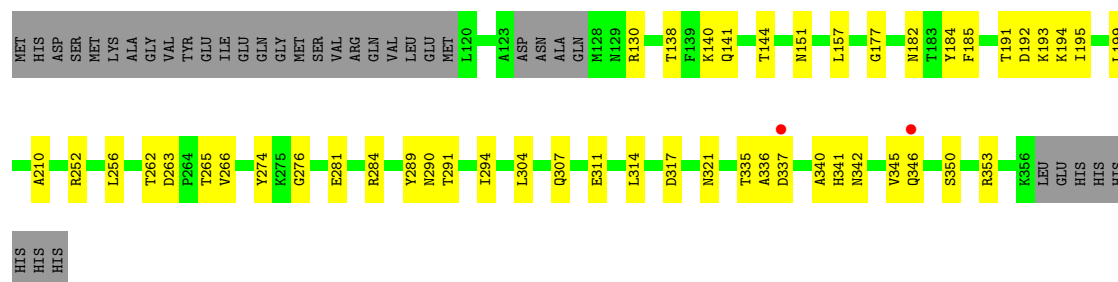 MET HIS ASP SER MET LYS ALA GLY VAL TYR GLU ILE GLU GLN GLY MET SER VAL ARG GLN VAL LEU GLU MET L120 A123 ASP ASN ALA GLN M128 N129 R130 T138 F139 K140 Q141 T144 N151 L157 G177 N182 T183 Y184 F185 T191 D192 K193 K194 I195 L199
A210 R252 L256 T262 D263 P264 T265 V266 Y274 K275 G276 E281 R284 Y289 N290 T291 I294 L304 Q307 E311 L314 D317 N321 T335 A336 D337 A340 H341 N342 V345 Q346 S350 R353 K356 LEU GLU HIS HIS HIS
HIS HIS HIS